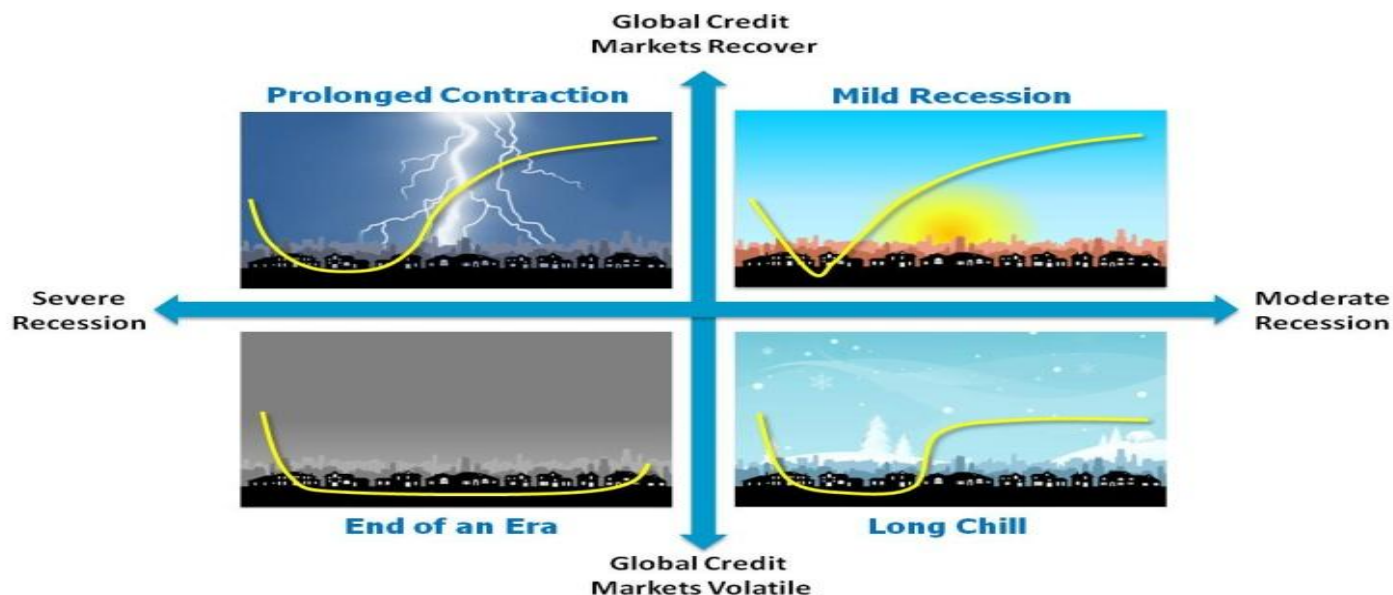 Global Credit
Markets Recover
Prolonged Contraction
Mild Recession
Severe
Recession
Moderate
Recession
End of an Era
Long Chill
Global Credit
Markets Volatile